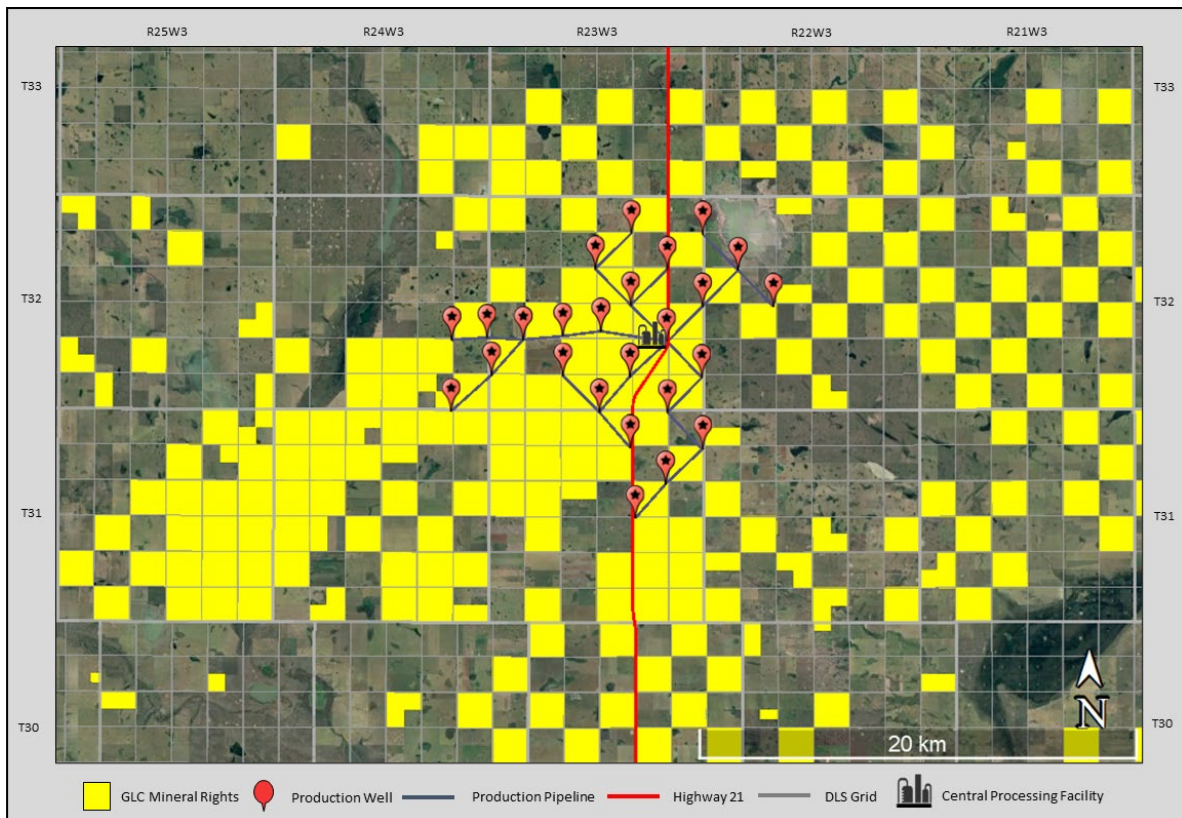 R25W3 R24W3 R23W3 R22W3 R21W3
T33 T33
T32 T32
T31 T31
T30 T30
N
20 km
GLC Mineral Rights Production Well Production Pipeline Highway 21 DLS Grid Central Processing Facility